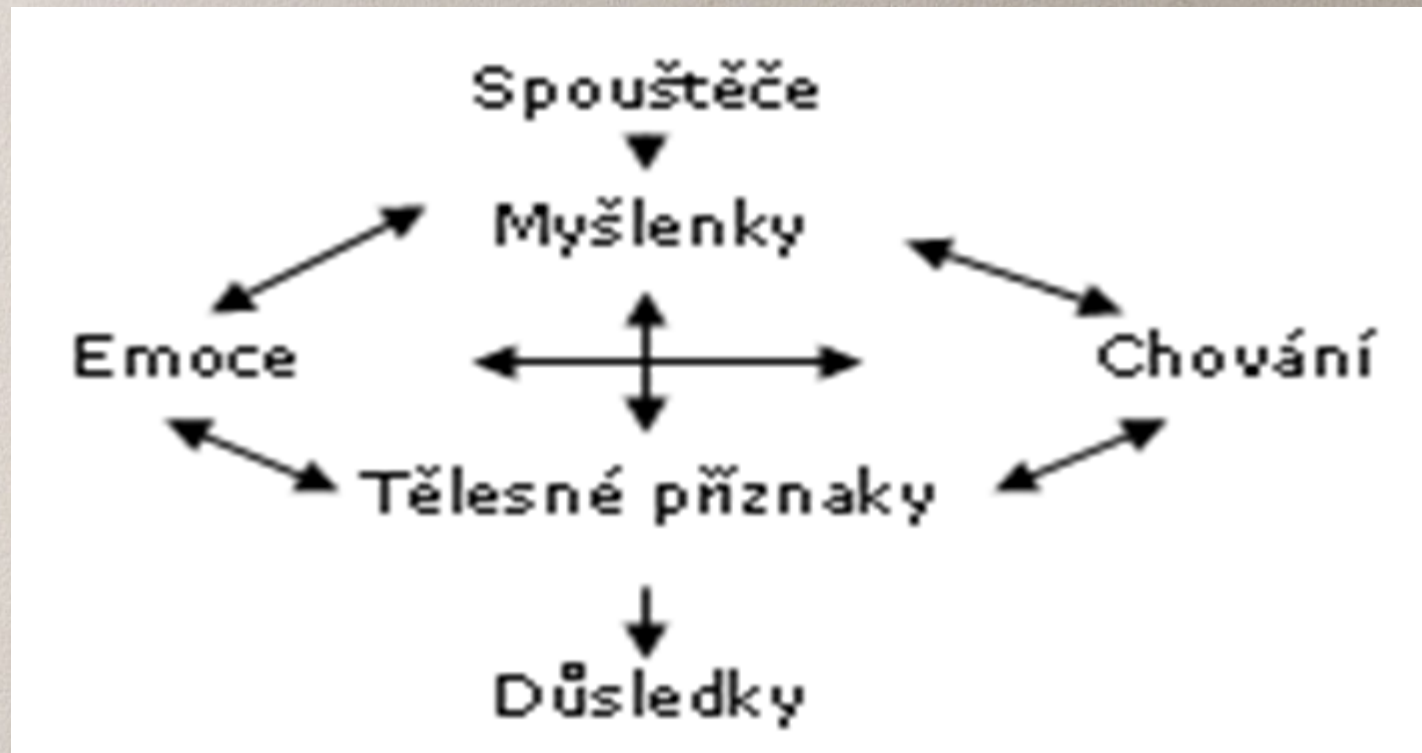 Spouštěče
Myšlenky
Emoce
Chování
Tělesné příznaky
Důsledky